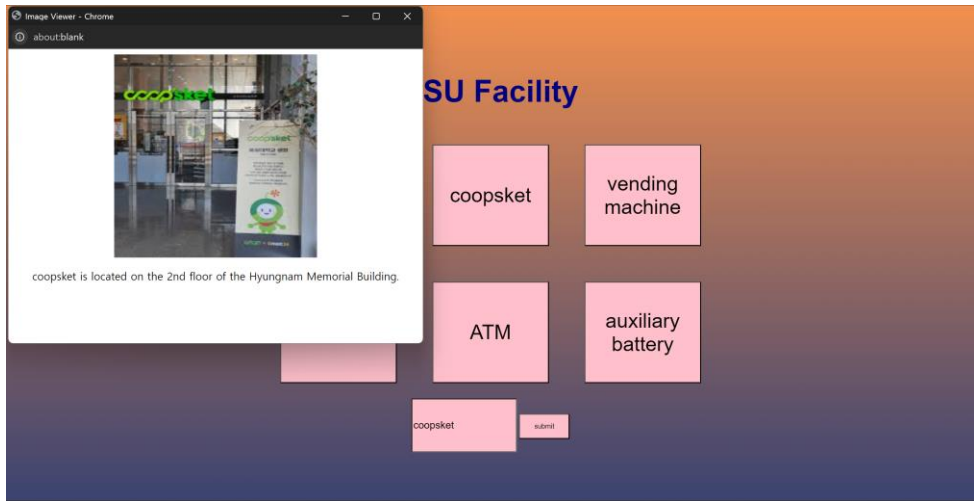 Image Viewer - Chrome
about:blank
coopsket
coopsket
coopsket is located on the 2nd floor of the Hyungnam Memorial Building.
SU Facility
coopsket
vending
machine
ATM
auxiliary
battery
coopsket
submit